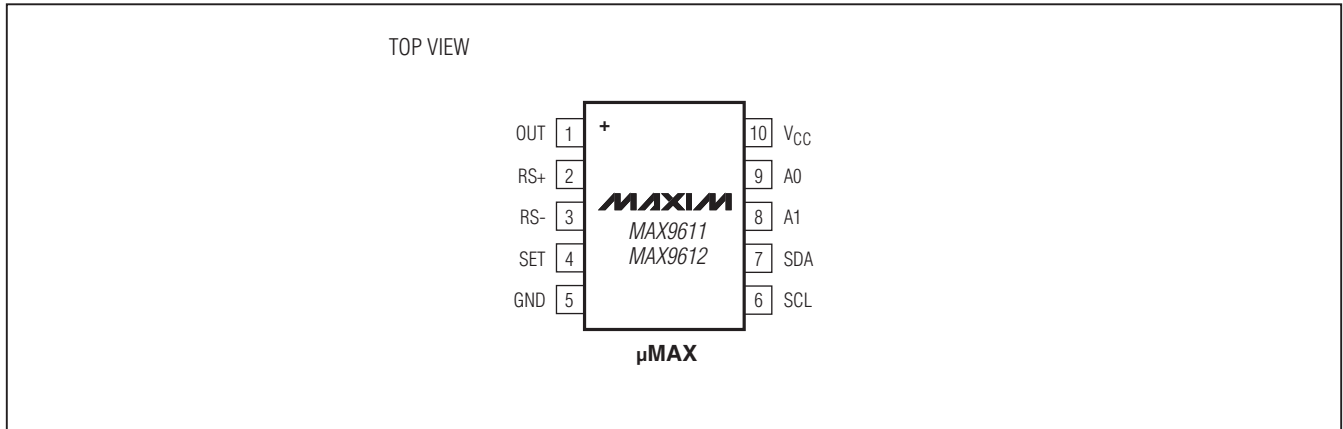 TOP VIEW
OUT 1 + 10 VCC
RS+ 2 9 A0
MAXIM
RS- 3 8 A1
MAX9611
SET 4 MAX9612 7 SDA
GND 5 6 SCL
µMAX